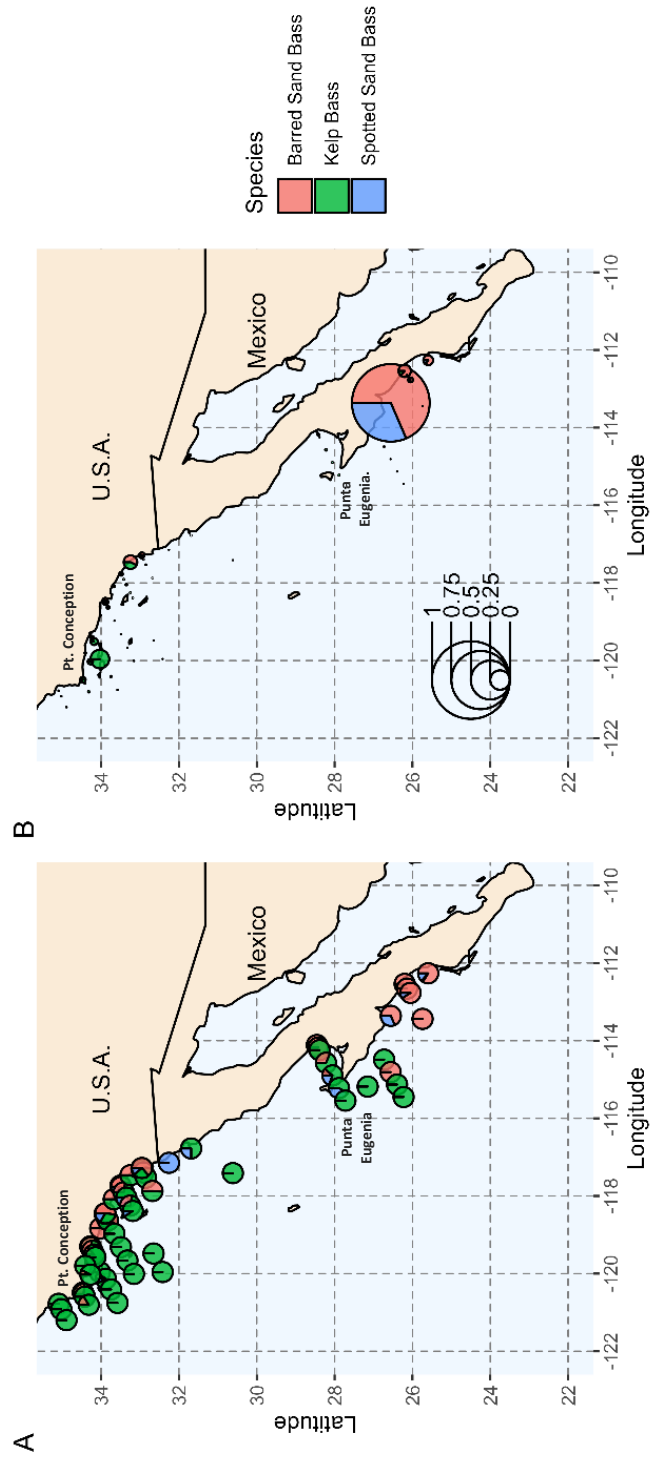 A
U.S.A.
Pt. Conception
Mexico
Punta
Eugenia
34
32
30
28
26
24
22
Latitude
-122
-120
-118
-116
-114
-112
-110
Longitude
B
U.S.A.
Pt. Conception
Mexico
Punta
Eugenia.
34
32
30
28
26
24
22
Latitude
1
0.75
0.5
0.25
0
-122
-120
-118
-116
-114
-112
-110
Longitude
Species
Barred Sand Bass
Kelp Bass
Spotted Sand Bass